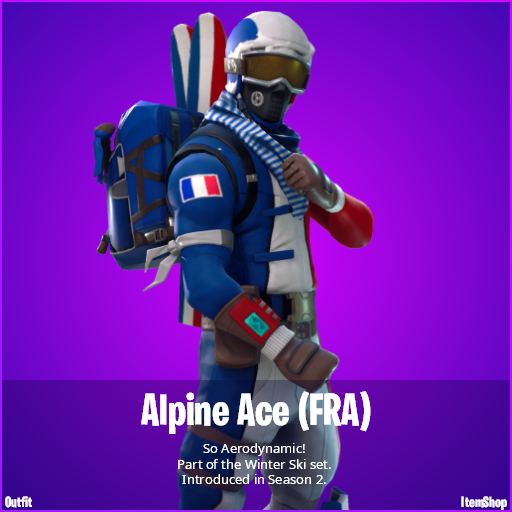 Alpine Ace (FRA)
So Aerodynamic!
Part of the Winter Ski set.
Introduced in Season 2.
Outfit
ItemShop